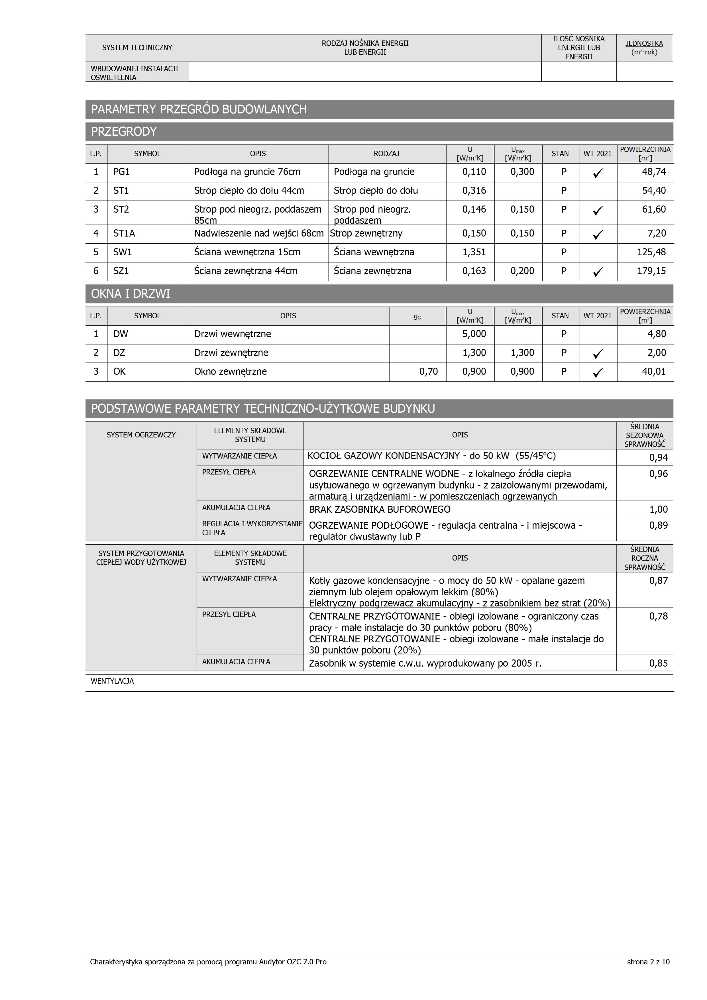 SYSTEM TECHNICZNY
RODZAJ NOŚNIKA ENERGII
LUB ENERGII
ILOŚĆ NOŚNIKA
ENERGII LUB
ENERGII
JEDNOSTKA
(m²·rok)
WBUDOWANEJ INSTALACJI
OŚWIETLENIA
PARAMETRY PRZEGRÓD BUDOWLANYCH
PRZEGRODY
L.P. SYMBOL OPIS RODZAJ U [W/m²K] Umax [W/m²K] STAN WT 2021 POWIERZCHNIA [m²]
1 PG1 Podłoga na gruncie 76cm Podłoga na gruncie 0,110 0,300 P ✓ 48,74
2 ST1 Strop ciepło do dołu 44cm Strop ciepło do dołu 0,316 P 54,40
3 ST2 Strop pod nieogrz. poddaszem Strop pod nieogrz. 0,146 0,150 P ✓ 61,60
85cm poddaszem
4 ST1A Nadwieszenie nad wejści 68cm Strop zewnętrzny 0,150 0,150 P ✓ 7,20
5 SW1 Ściana wewnętrzna 15cm Ściana wewnętrzna 1,351 P 125,48
6 SZ1 Ściana zewnętrzna 44cm Ściana zewnętrzna 0,163 0,200 P ✓ 179,15
OKNA I DRZWI
L.P. SYMBOL OPIS gG U [W/m²K] Umax [W/m²K] STAN WT 2021 POWIERZCHNIA [m²]
1 DW Drzwi wewnętrzne 5,000 P 4,80
2 DZ Drzwi zewnętrzne 1,300 1,300 P ✓ 2,00
3 OK Okno zewnętrzne 0,70 0,900 0,900 P ✓ 40,01
PODSTAWOWE PARAMETRY TECHNICZNO-UŻYTKOWE BUDYNKU
SYSTEM OGRZEWCZY
ELEMENTY SKŁADOWE
SYSTEMU
OPIS
ŚREDNIA
SEZONOWA
SPRAWNOŚĆ
WYTWARZANIE CIEPŁA KOCIOŁ GAZOWY KONDENSACYJNY - do 50 kW (55/45°C) 0,94
PRZESYŁ CIEPŁA OGRZEWANIE CENTRALNE WODNE - z lokalnego źródła ciepła 0,96
usytuowanego w ogrzewanym budynku - z zaizolowanymi przewodami,
armaturą i urządzeniami - w pomieszczeniach ogrzewanych
AKUMULACJA CIEPŁA BRAK ZASOBNIKA BUFOROWEGO 1,00
REGULACJA I WYKORZYSTANIE OGRZEWANIE PODŁOGOWE - regulacja centralna - i miejscowa - 0,89
CIEPŁA regulator dwustawny lub P
SYSTEM PRZYGOTOWANIA
CIEPŁEJ WODY UŻYTKOWEJ
ELEMENTY SKŁADOWE
SYSTEMU
OPIS
ŚREDNIA
ROCZNA
SPRAWNOŚĆ
WYTWARZANIE CIEPŁA Kotły gazowe kondensacyjne - o mocy do 50 kW - opalane gazem 0,87
ziemnym lub olejem opałowym lekkim (80%)
Elektryczny podgrzewacz akumulacyjny - z zasobnikiem bez strat (20%)
PRZESYŁ CIEPŁA CENTRALNE PRZYGOTOWANIE - obiegi izolowane - ograniczony czas 0,78
pracy - małe instalacje do 30 punktów poboru (80%)
CENTRALNE PRZYGOTOWANIE - obiegi izolowane - małe instalacje do
30 punktów poboru (20%)
AKUMULACJA CIEPŁA Zasobnik w systemie c.w.u. wyprodukowany po 2005 r. 0,85
WENTYLACJA
Charakterystyka sporządzona za pomocą programu Audytor OZC 7.0 Pro strona 2 z 10